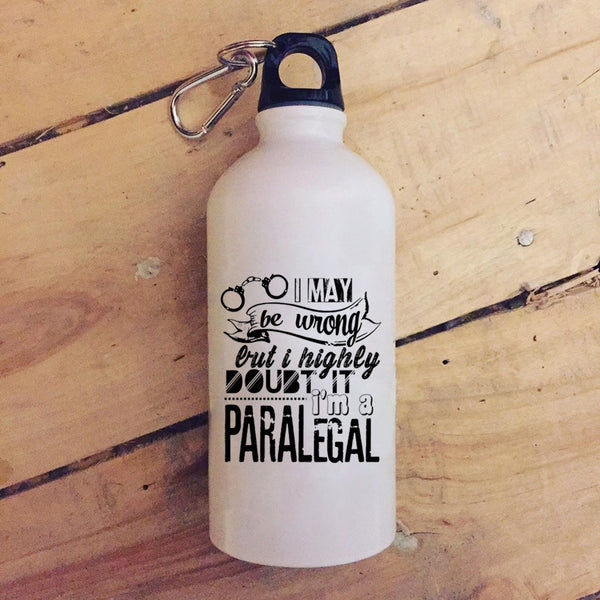 I MAY
be wrong
but i highly
DOUBT IT
i'm a
PARALEGAL